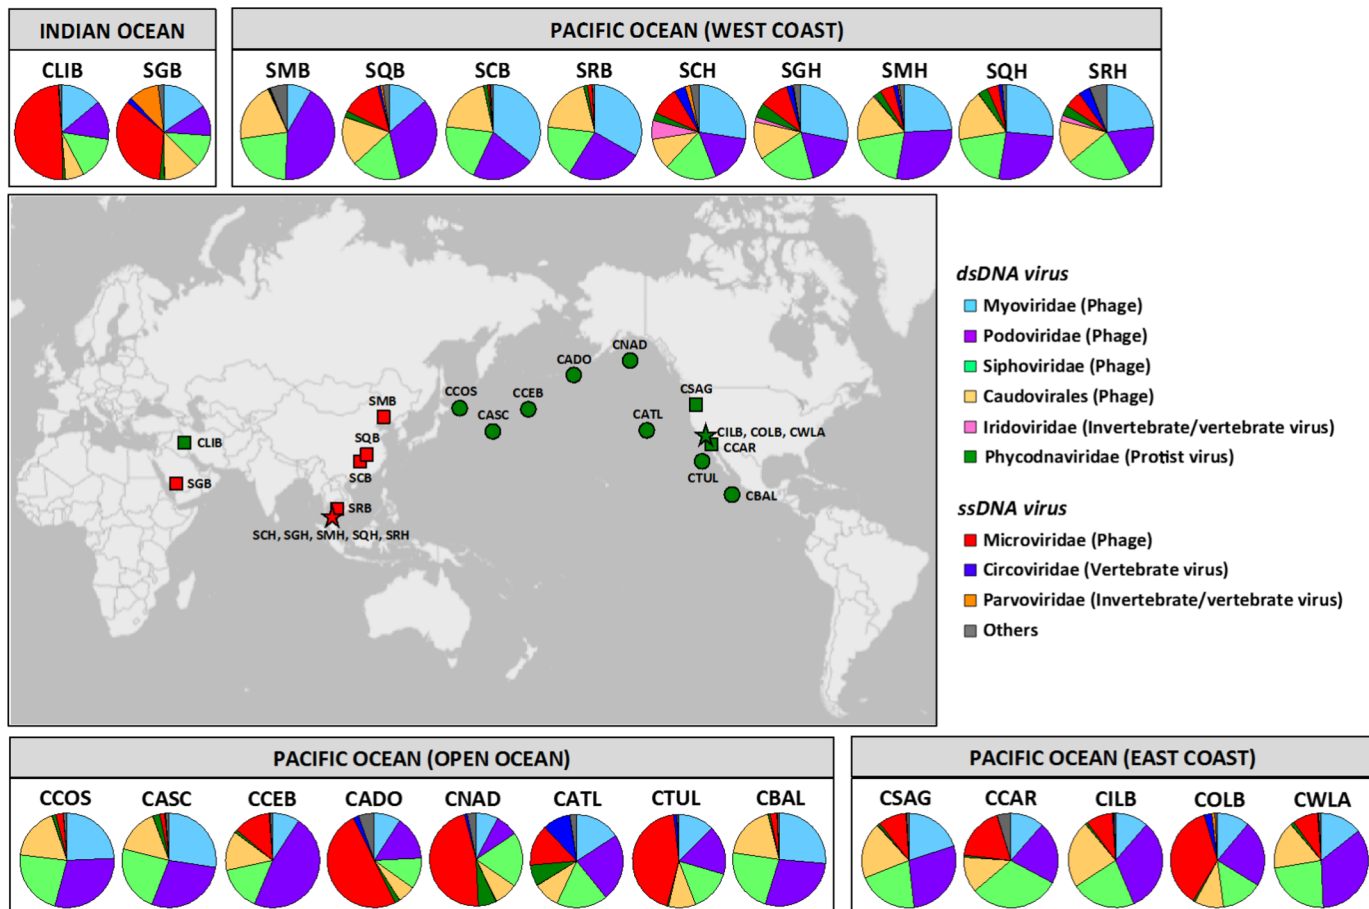 INDIAN OCEAN
CLIB SGB
PACIFIC OCEAN (WEST COAST)
SMB SQB SCB SRB SCH SGH SMH SQH SRH
CNAD
CADO
CCOS
CCEB
CSAG
SMB
CASC
CATL
CILB, COLB, CWLA
SQB
CLIB
CCAR
SCB
CTUL
SGB
CBAL
SRB
SCH, SGH, SMH, SQH, SRH
dsDNA virus
Myoviridae (Phage)
Podoviridae (Phage)
Siphoviridae (Phage)
Caudovirales (Phage)
Iridoviridae (Invertebrate/vertebrate virus)
Phycodnaviridae (Protist virus)
ssDNA virus
Microviridae (Phage)
Circoviridae (Vertebrate virus)
Parvoviridae (Invertebrate/vertebrate virus)
Others
PACIFIC OCEAN (OPEN OCEAN)
CCOS CASC CCEB CADO CNAD CATL CTUL CBAL
PACIFIC OCEAN (EAST COAST)
CSAG CCAR CILB COLB CWLA